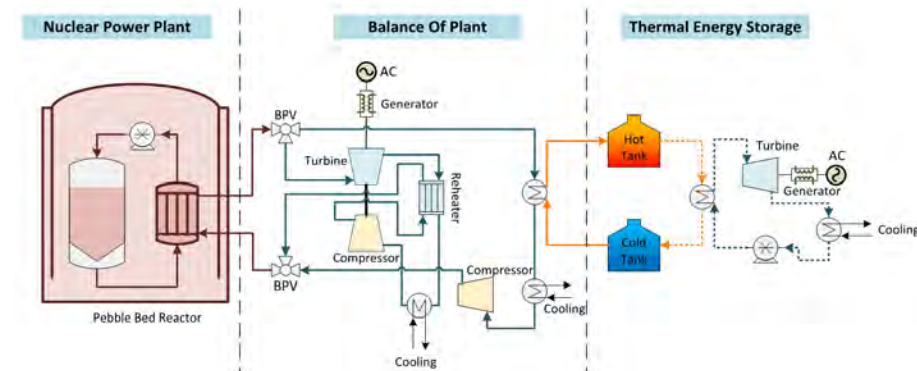 Nuclear Power Plant
Balance Of Plant
Thermal Energy Storage
AC
Generator
BPV
Turbine
Reheater
Compressor
BPV
Compressor
Cooling
Cooling
Pebble Bed Reactor
Hot
Tank
Cold
Tank
Turbine
AC
Generator
Cooling